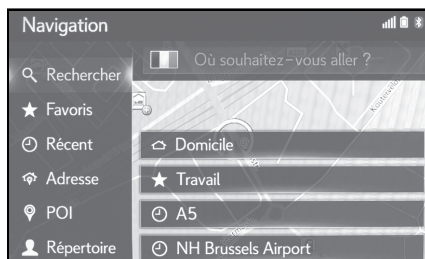 Navigation
Rechercher
Favoris
Récent
Adresse
POI
Répertoire
Où souhaitez-vous aller ?
Domicile
Travail
A5
NH Brussels Airport